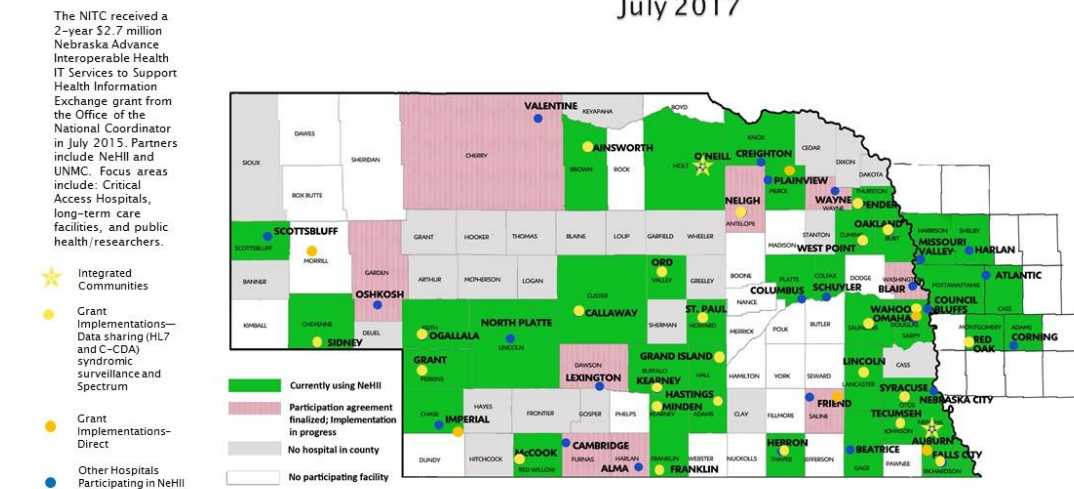 July 2017
The NITC received a
2-year $2.7 million
Nebraska Advance
Interoperable Health
IT Services to Support
Health Information
Exchange grant from
the Office of the
National Coordinator
in July 2015. Partners
include NeHII and
UNMC. Focus areas
include: Critical
Access Hospitals,
long-term care
facilities, and public
health/researchers.
Integrated
Communities
Grant
Implementations—
Data sharing (HL7
and C-CDA)
syndromic
surveillance and
Spectrum
Grant
Implementations-
Direct
Other Hospitals
Participating in NeHII
Currently using NeHII
Participation agreement
finalized; Implementation
in progress
No hospital in county
No participating facility
VALENTINE
KEYAPAHA
BOYD
DAWES
SIOUX
SHERIDAN
CHERRY
AINSWORTH
BROWN
ROCK
HOLT
O'NEILL
KNOX
CREIGHTON
CEDAR
DIXON
DAKOTA
PLAINVIEW
PIERCE
WAYNE
WAYNE
THURSTON
PENDER
BOX BUTTE
NELIGH
ANTELOPE
SCOTTSBLUFF
SCOTTSBLUFF
MORRILL
GARDEN
OSHKOSH
GRANT
HOOKER
THOMAS
BLAINE
LOUP
GARFIELD
WHEELER
MADISON
STANTON
WEST POINT
CUMING
OAKLAND
BURT
HARRISON
SHELBY
MISSOURI
VALLEY
HARLAN
BANNER
ARTHUR
MCPHERSON
LOGAN
ORD
VALLEY
GREELEY
BOONE
PLATTE
COLFAX
DODGE
WASHINGTON
BLAIR
COLUMBUS
SCHUYLER
POTTAWATTAMIE
ATLANTIC
CUSTER
CALLAWAY
NANCE
CASS
KIMBALL
CHEYENNE
SIDNEY
DEUEL
KEITH
OGALLALA
NORTH PLATTE
LINCOLN
SHERMAN
ST. PAUL
HOWARD
MERRICK
POLK
BUTLER
WAHOO
SAUNDERS
OMAHA
DOUGLAS
SARPY
COUNCIL
BLUFFS
MONTGOMERY
ADAMS
RED
OAK
CORNING
GRANT
PERKINS
DAWSON
LEXINGTON
BUFFALO
KEARNEY
GRAND ISLAND
HALL
HAMILTON
YORK
SEWARD
LINCOLN
LANCASTER
CASS
CHASE
IMPERIAL
HAYES
FRONTIER
GOSPER
PHELPS
MINDEN
KEARNEY
HASTINGS
ADAMS
CLAY
FILLMORE
FRIEND
SALINE
SYRACUSE
OTOE
NEBRASKA CITY
TECUMSEH
JOHNSON
NEMAHA
AUBURN
DUNDY
HITCHCOCK
McCOOK
RED WILLOW
CAMBRIDGE
FURNAS
HARLAN
ALMA
FRANKLIN
FRANKLIN
WEBSTER
NUCKOLLS
HEBRON
THAYER
JEFFERSON
BEATRICE
GAGE
PAWNEE
FALLS CITY
RICHARDSON